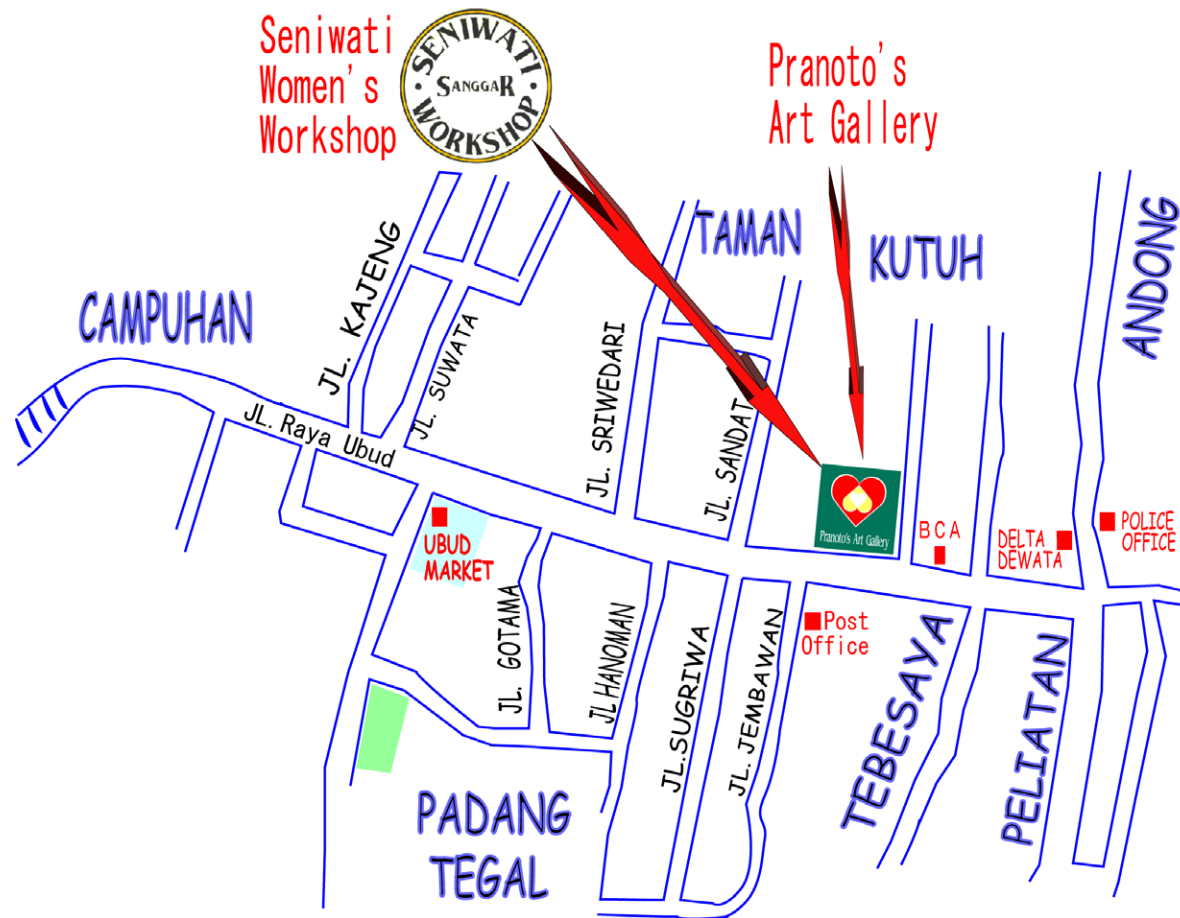 Seniwati
Women's
Workshop
SENIWATI
SANGGAR
WORKSHOP
Pranoto's
Art Gallery
TAMAN
KUTUH
ANDONG
CAMPUHAN
JL. KAJENG
JL. SUWATA
JL. SRIWEDARI
JL. SANDAT
JL. Raya Ubud
UBUD
MARKET
Pranoto's Art Gallery
BCA
DELTA
DEWATA
POLICE
OFFICE
JL. GOTAMA
JL HANOMAN
JL.SUGRIWA
JL. JEMBAWAN
Post
Office
TEBESAYA
PELIATAN
PADANG
TEGAL